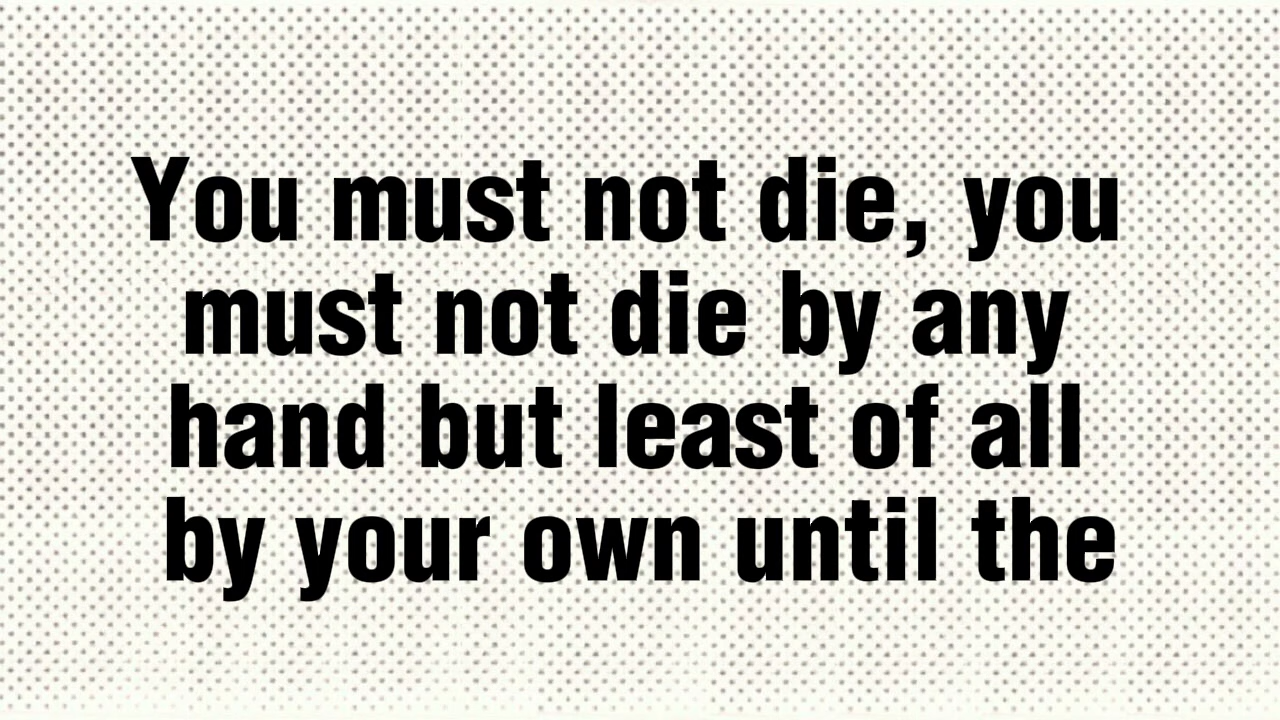 You must not die, you
must not die by any
hand but least of all
by your own until the